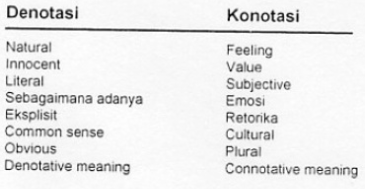 Denotasi Konotasi
Natural Feeling
Innocent Value
Literal Subjective
Sebagaimana adanya Emosi
Eksplisit Retorika
Common sense Cultural
Obvious Plural
Denotative meaning Connotative meaning